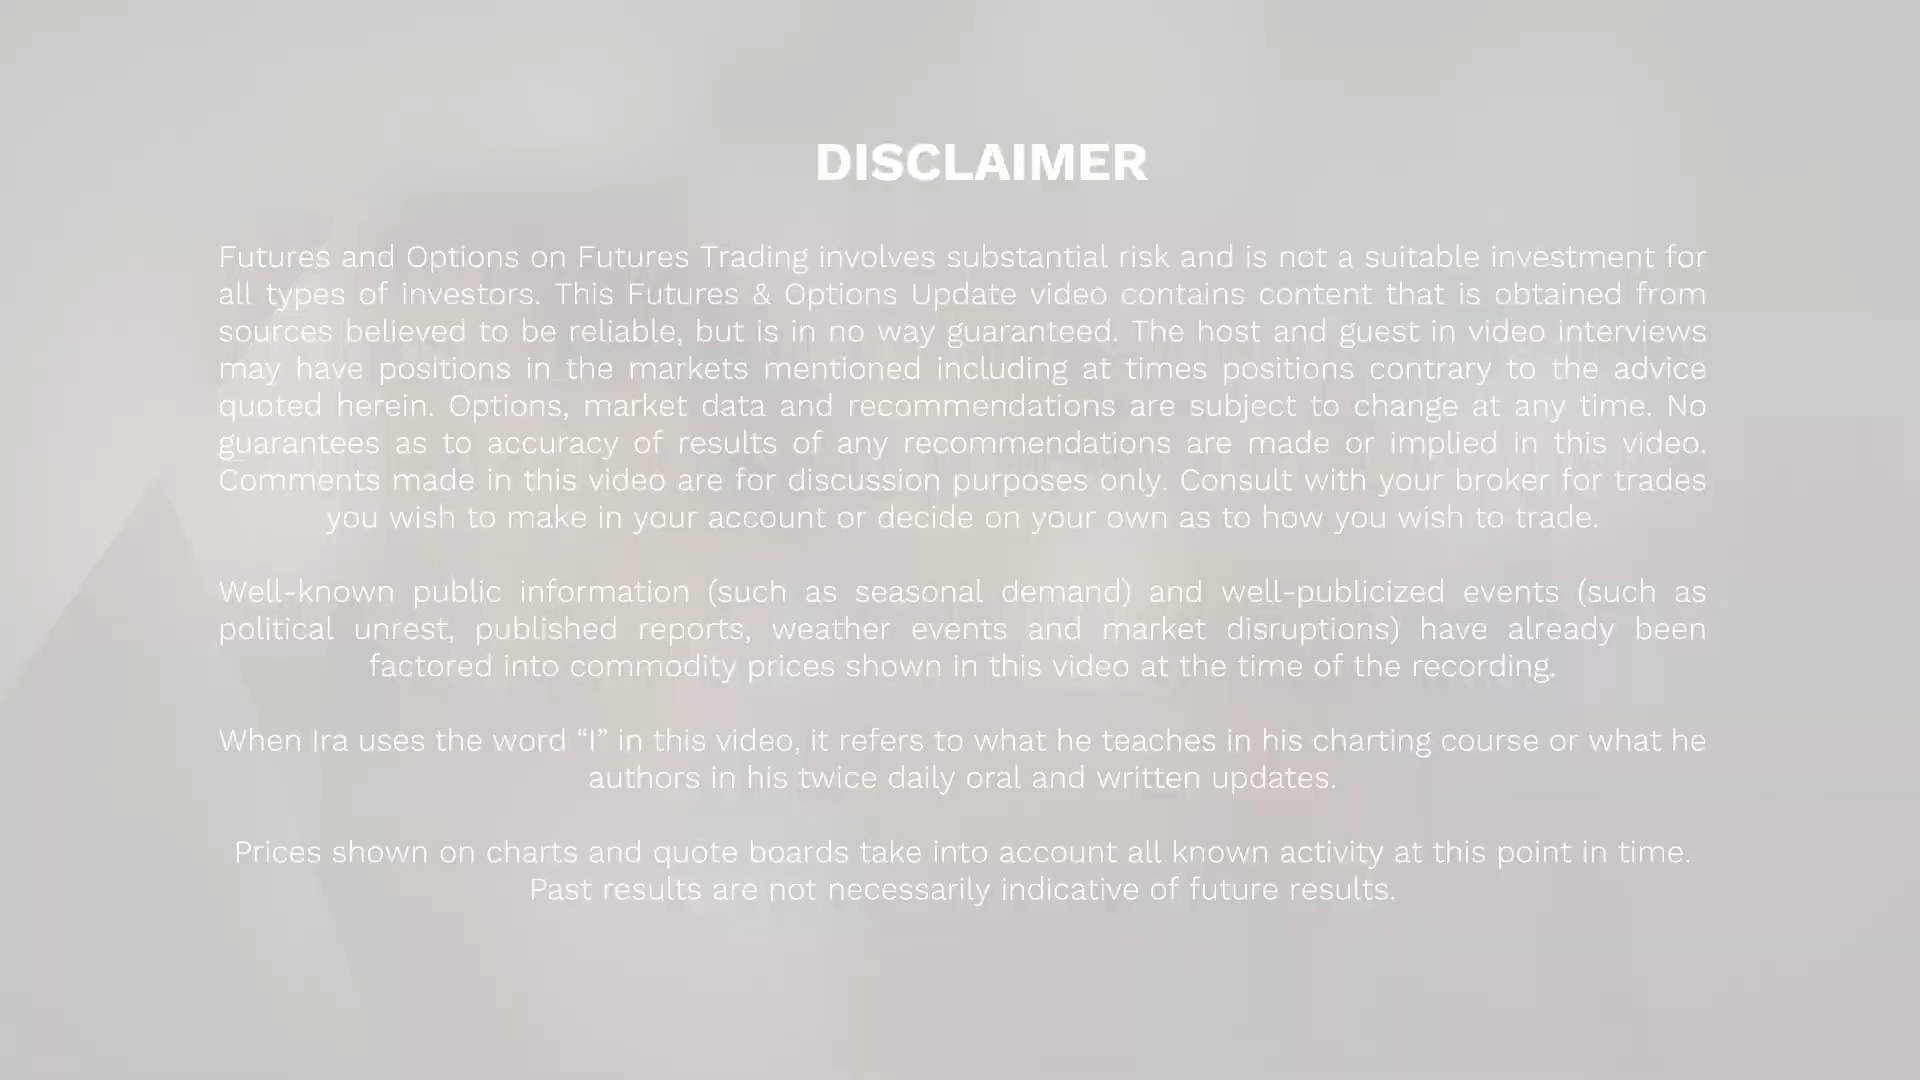 DISCLAIMER
Futures and Options on Futures Trading involves substantial risk and is not a suitable investment for
all types of investors. This Futures & Options Update video contains content that is obtained from
sources believed to be reliable, but is in no way guaranteed. The host and guest in video interviews
may have positions in the markets mentioned including at times positions contrary to the advice
quoted herein. Options, market data and recommendations are subject to change at any time. No
guarantees as to accuracy of results of any recommendations are made or implied in this video.
Comments made in this video are for discussion purposes only. Consult with your broker for trades
you wish to make in your account or decide on your own as to how you wish to trade.
Well-known public information (such as seasonal demand) and well-publicized events (such as
political unrest, published reports, weather events and market disruptions) have already been
factored into commodity prices shown in this video at the time of the recording.
When Ira uses the word “I” in this video, it refers to what he teaches in his charting course or what he
authors in his twice daily oral and written updates.
Prices shown on charts and quote boards take into account all known activity at this point in time.
Past results are not necessarily indicative of future results.